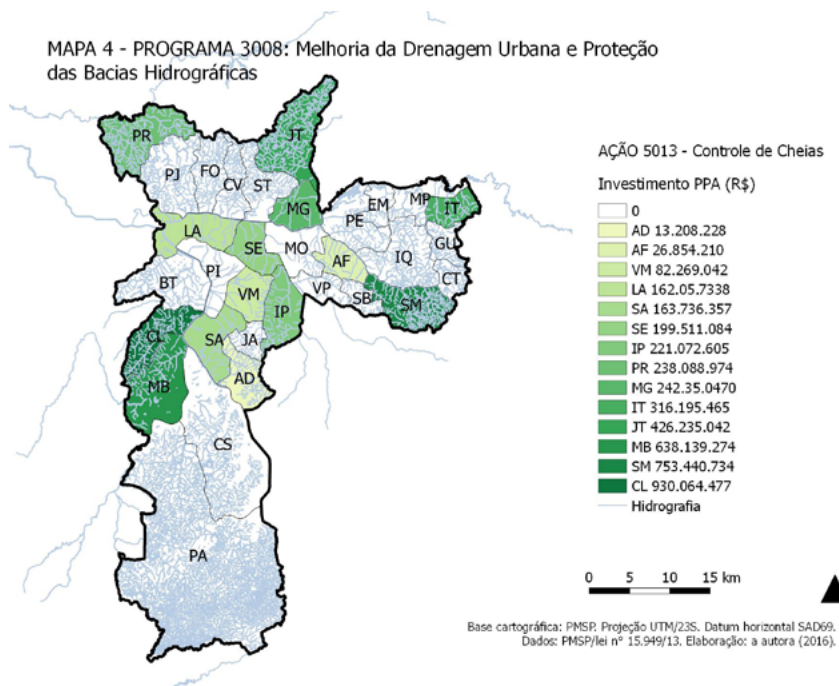 MAPA 4 - PROGRAMA 3008: Melhoria da Drenagem Urbana e Proteção
das Bacias Hidrográficas
PR
JT
PJ
FO
CV
ST
MG
EM
MP
IT
PE
LA
SE
MO
AF
GU
IQ
BT
PI
VM
VP
SB
CT
SM
IP
CL
SA
JA
MB
AD
CS
PA
AÇÃO 5013 - Controle de Cheias
Investimento PPA (R$)
0
AD 13.208.228
AF 26.854.210
VM 82.269.042
LA 162.05.7338
SA 163.736.357
SE 199.511.084
IP 221.072.605
PR 238.088.974
MG 242.35.0470
IT 316.195.465
JT 426.235.042
MB 638.139.274
SM 753.440.734
CL 930.064.477
Hidrografia
0 5 10 15 km
Base cartográfica: PMSP. Projeção UTM/23S. Datum horizontal SAD69.
Dados: PMSP/lei n° 15.949/13. Elaboração: a autora (2016).